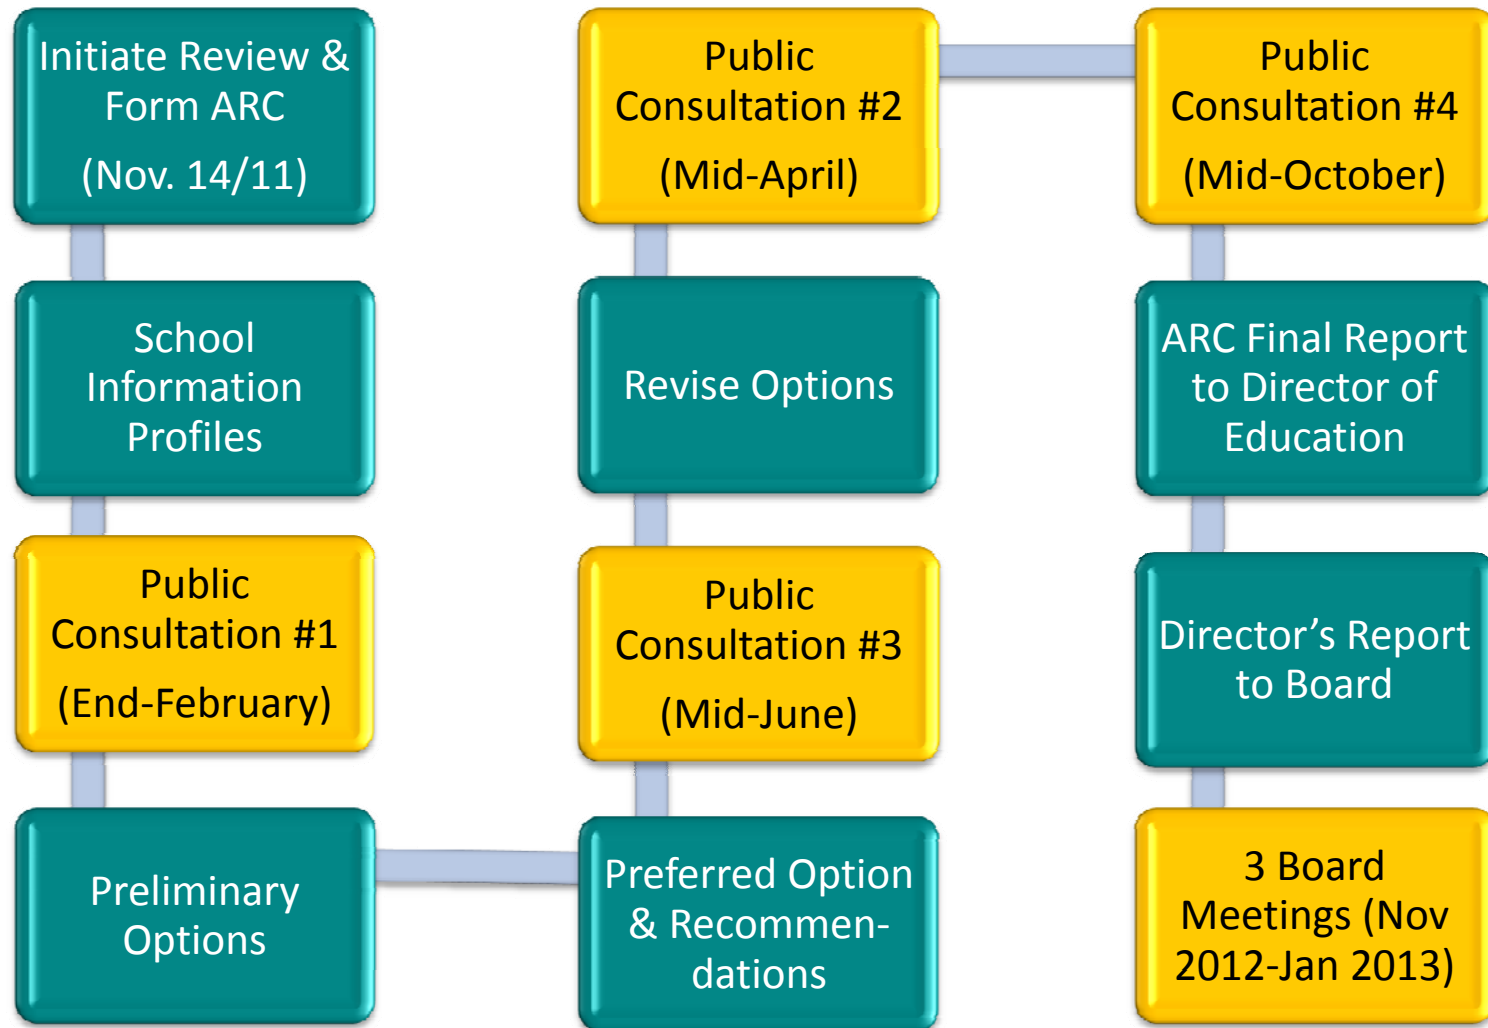 Initiate Review &
Form ARC
(Nov. 14/11)
School
Information
Profiles
Public
Consultation #1
(End-February)
Preliminary
Options
Public
Consultation #2
(Mid-April)
Revise Options
Public
Consultation #3
(Mid-June)
Preferred Option
& Recommen-
dations
Public
Consultation #4
(Mid-October)
ARC Final Report
to Director of
Education
Director’s Report
to Board
3 Board
Meetings (Nov
2012-Jan 2013)